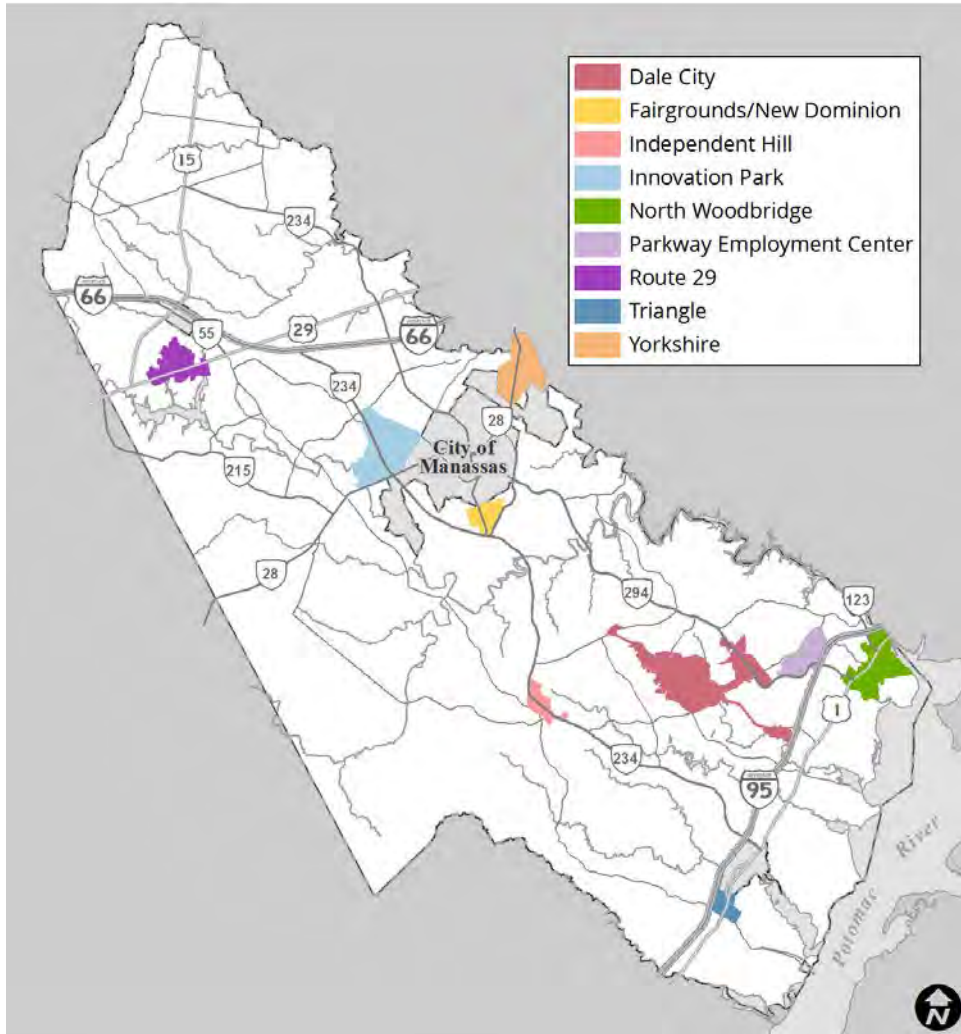 Dale City
Fairgrounds/New Dominion
Independent Hill
Innovation Park
North Woodbridge
Parkway Employment Center
Route 29
Triangle
Yorkshire
15
234
66
55
29
66
234
28
City of
Manassas
215
28
294
123
1
234
95
Potomac
River
N